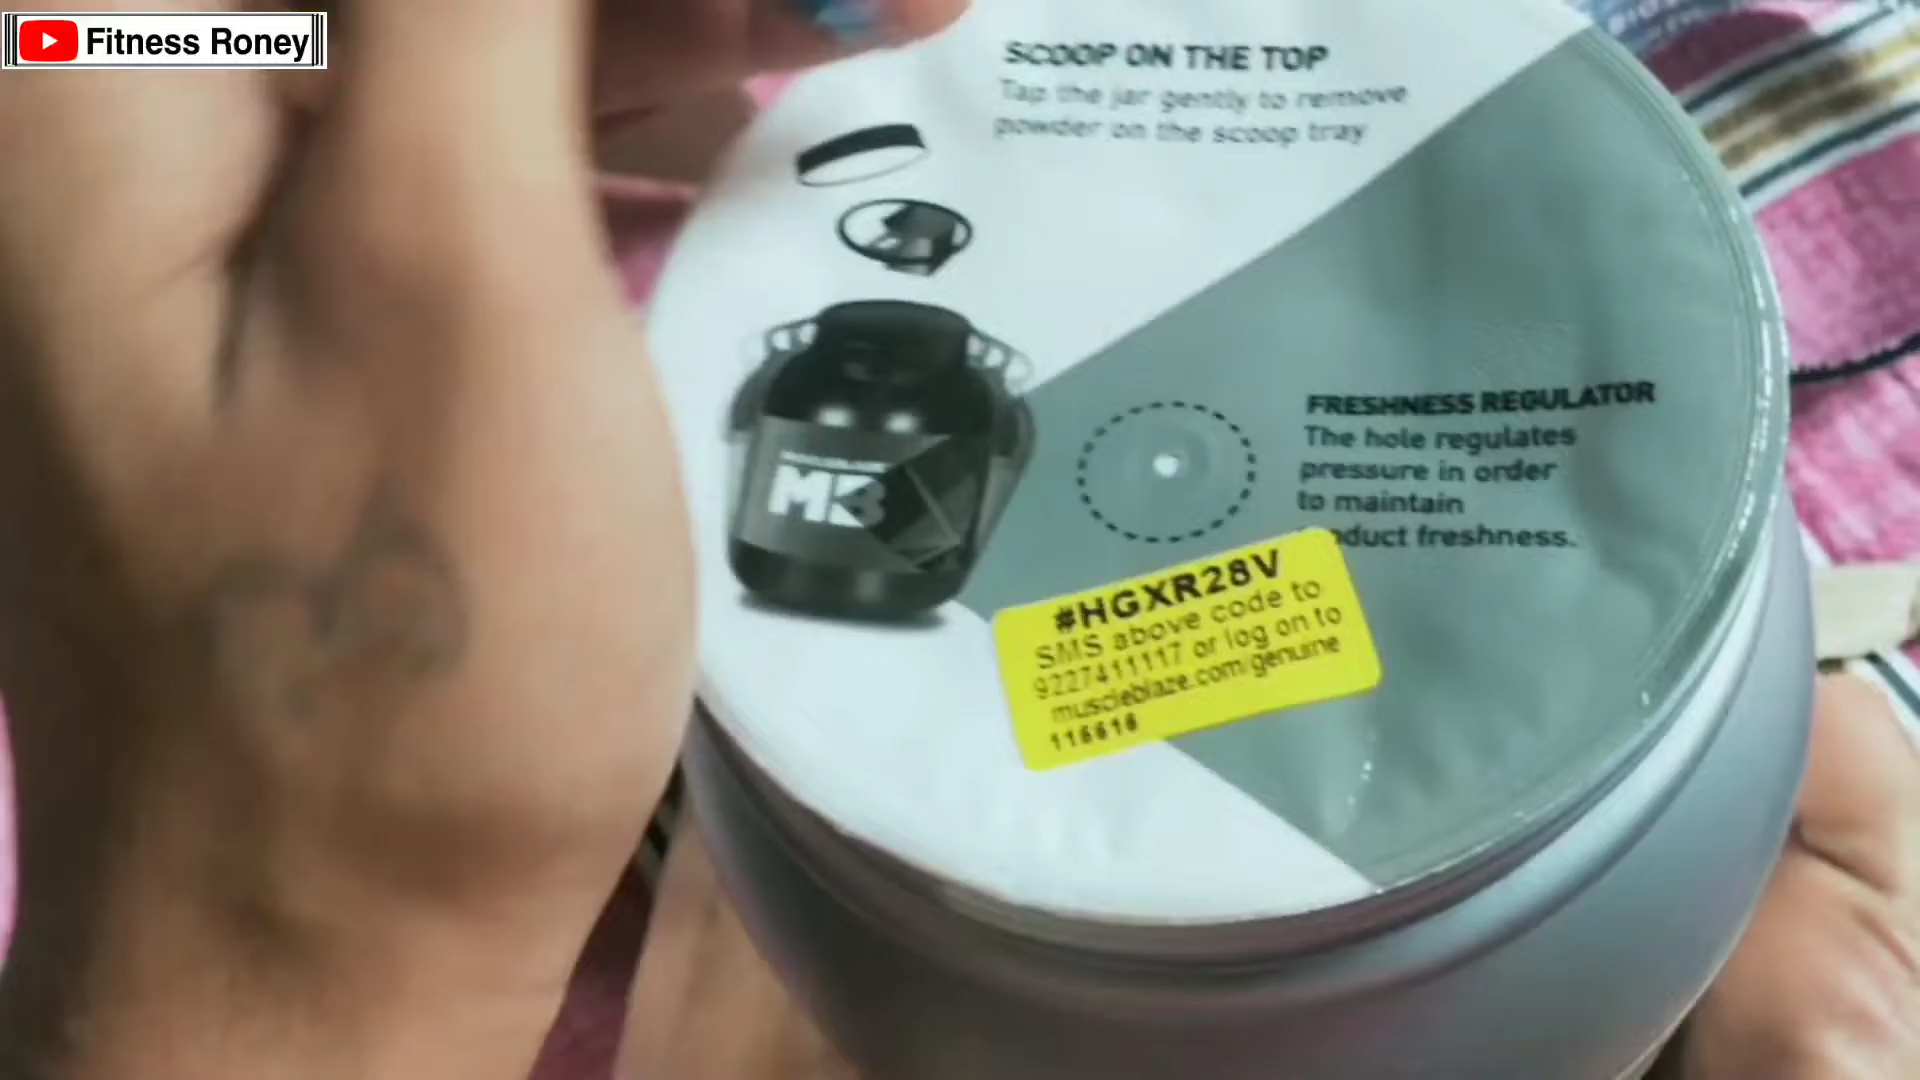 Fitness Roney
SCOOP ON THE TOP
Tap the jar gently to remove
powder on the scoop tray
FRESHNESS REGULATOR
The hole regulates
pressure in order
to maintain
duct freshness.
MB
#HGXR28V
SMS above code to
9227411117 or log on to
muscleblaze.com/genuine